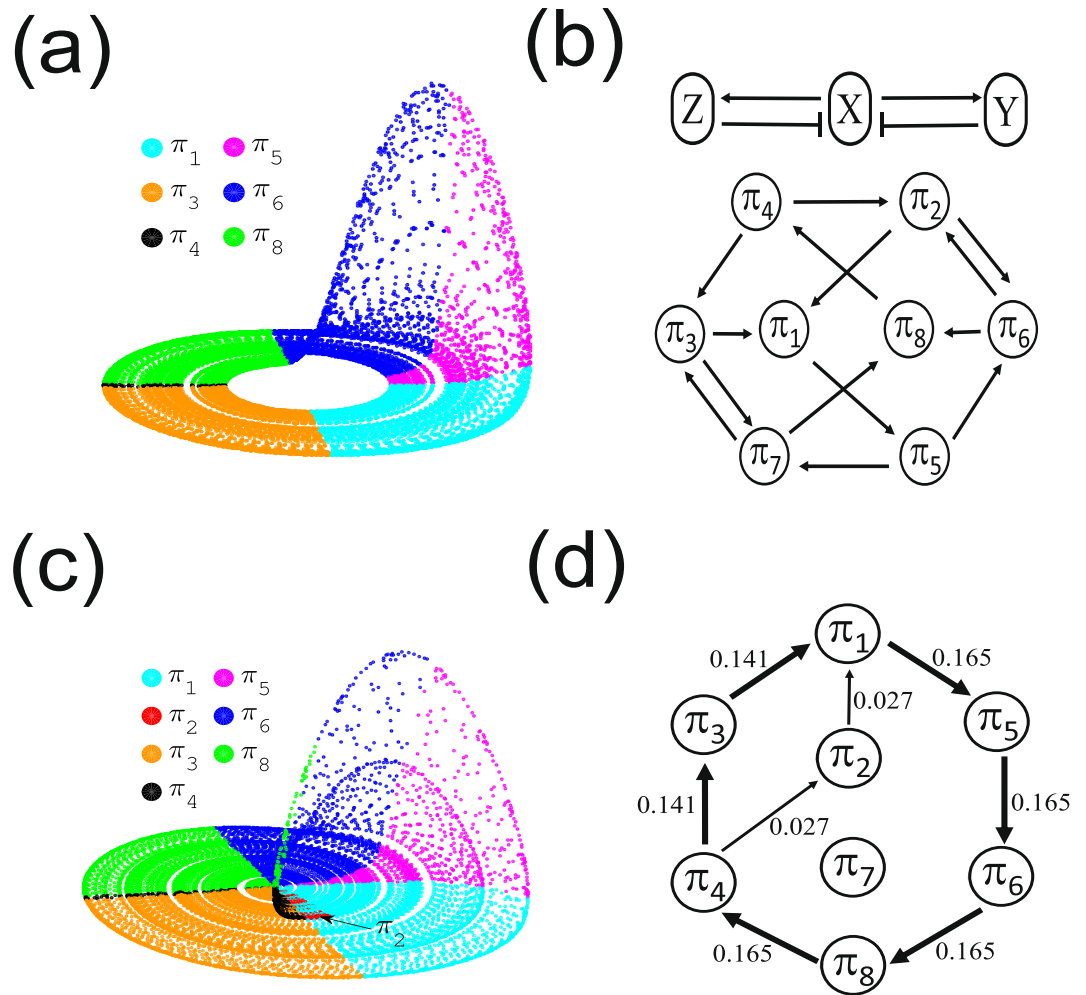 (a)
π1 π5
π3 π6
π4 π8
(b)
Z X Y
π4 π2
π3 π1 π8 π6
π7 π5
(c)
π1 π5
π2 π6
π3 π8
π4
π2
(d)
π1
0.141 0.165
π3 0.027 π5
π2
0.141 0.027 0.165
π4 π7 π6
0.165 0.165
π8